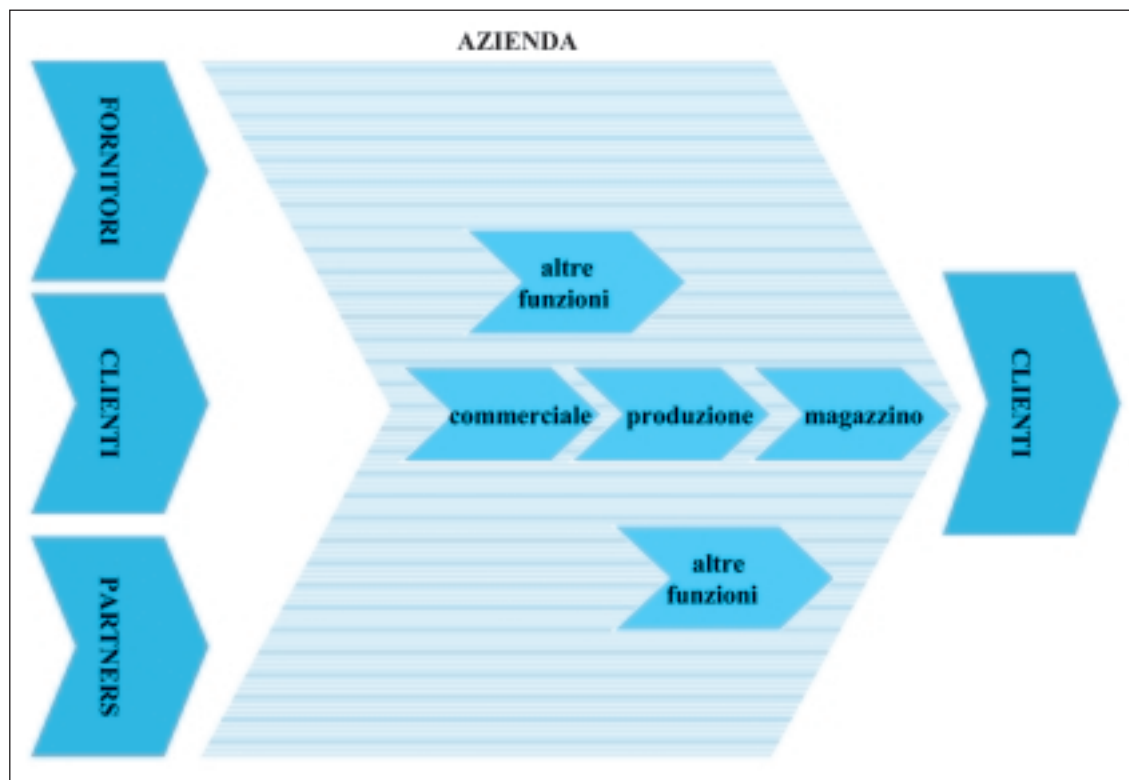 AZIENDA
FORNITORI
CLIENTI
PARTNERS
altre
funzioni
commerciale
produzione
magazzino
altre
funzioni
CLIENTI